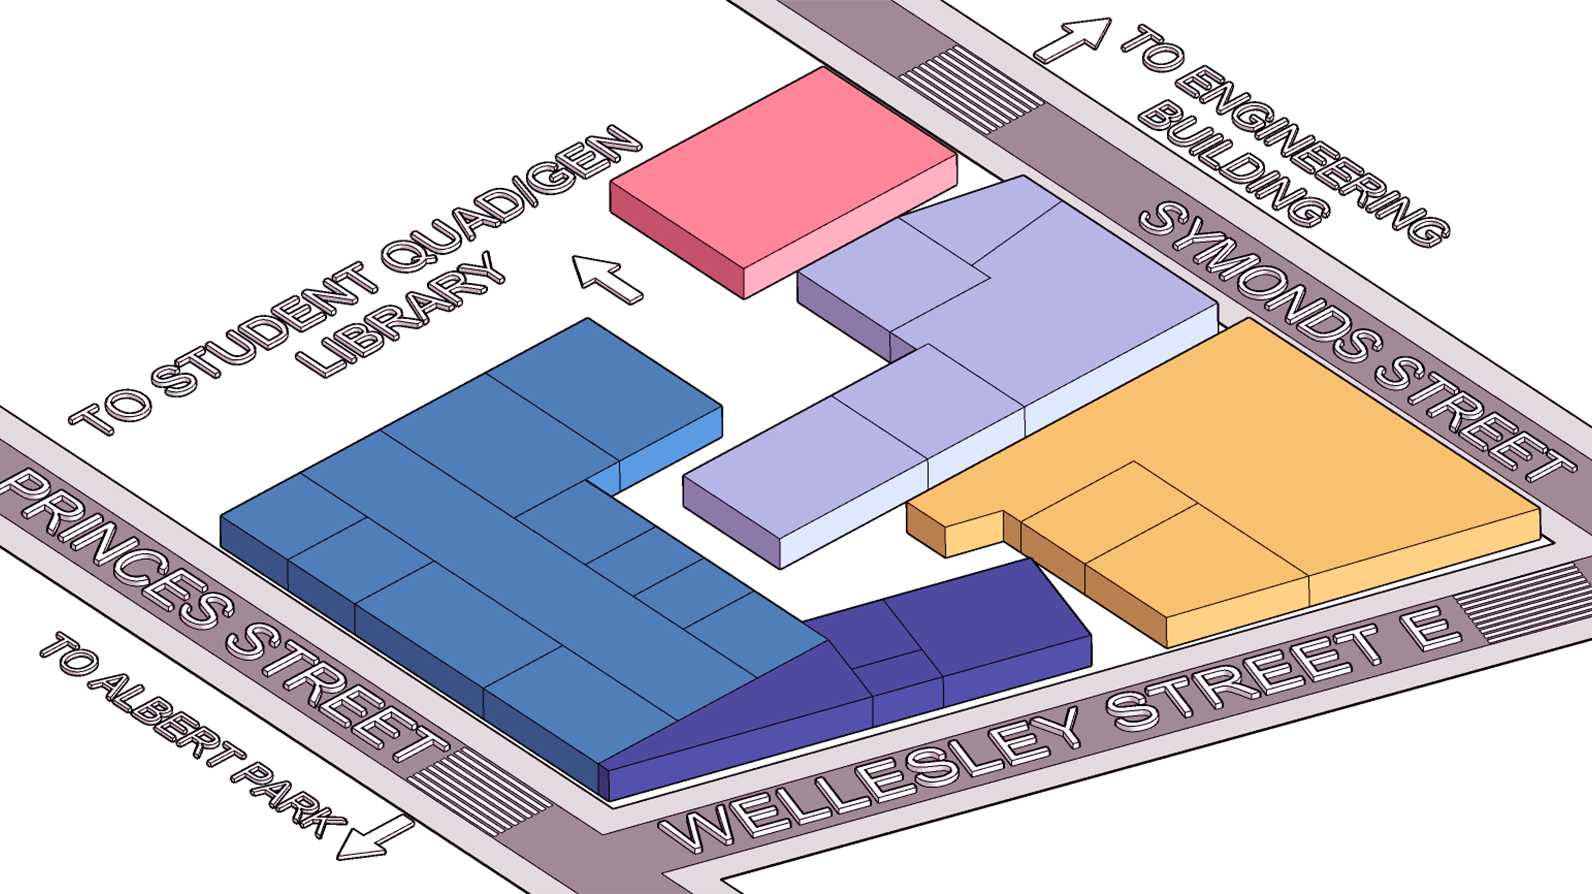 TO ENGINEERING
BUILDING
TO STUDENT QUAD/GEN
LIBRARY
SYMONDS STREET
PRINCES STREET
WELLESLEY STREET E
TO ALBERT PARK